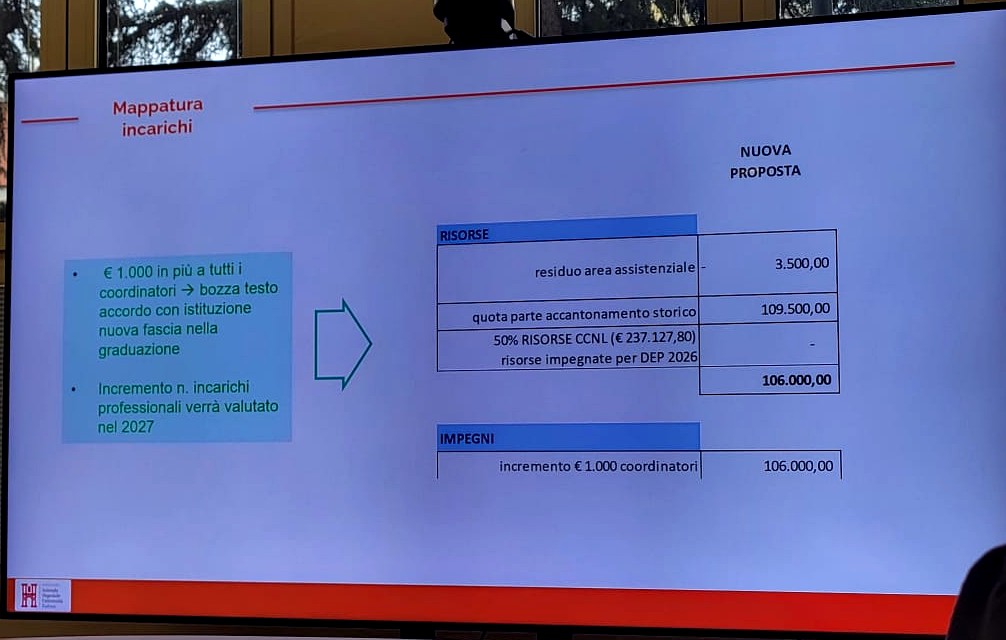 Mappatura
incarichi
NUOVA
PROPOSTA
• € 1.000 in più a tutti i
coordinatori → bozza testo
accordo con istituzione
nuova fascia nella
graduazione
• Incremento n. incarichi
professionali verrà valutato
nel 2027
RISORSE
residuo area assistenziale - 3.500,00
quota parte accantonamento storico 109.500,00
50% RISORSE CCNL (€ 237.127,80)
risorse impegnate per DEP 2026 -
106.000,00
IMPEGNI
incremento € 1.000 coordinatori 106.000,00